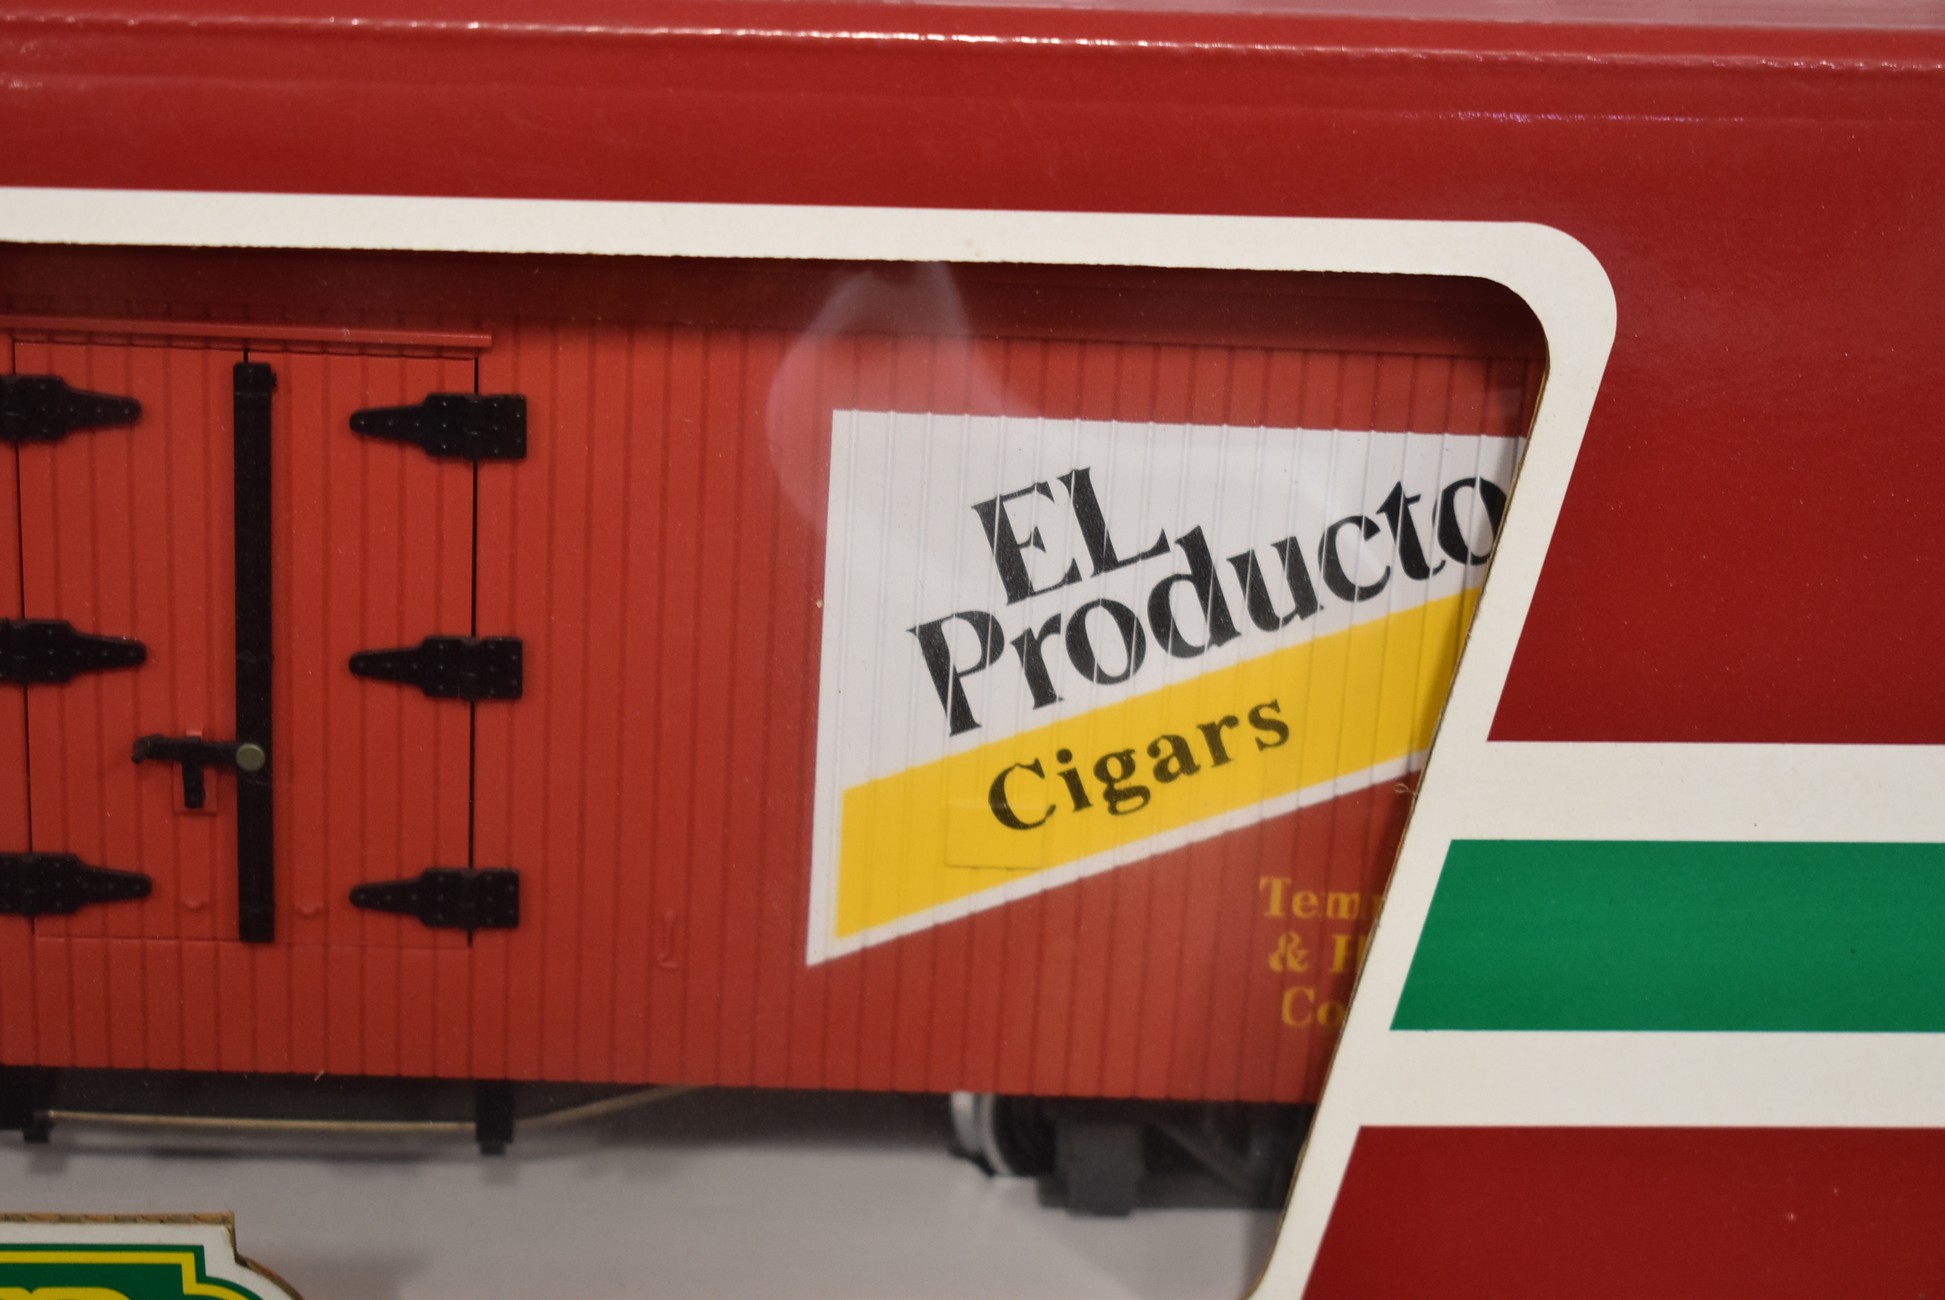 EL
Producto
Cigars
&